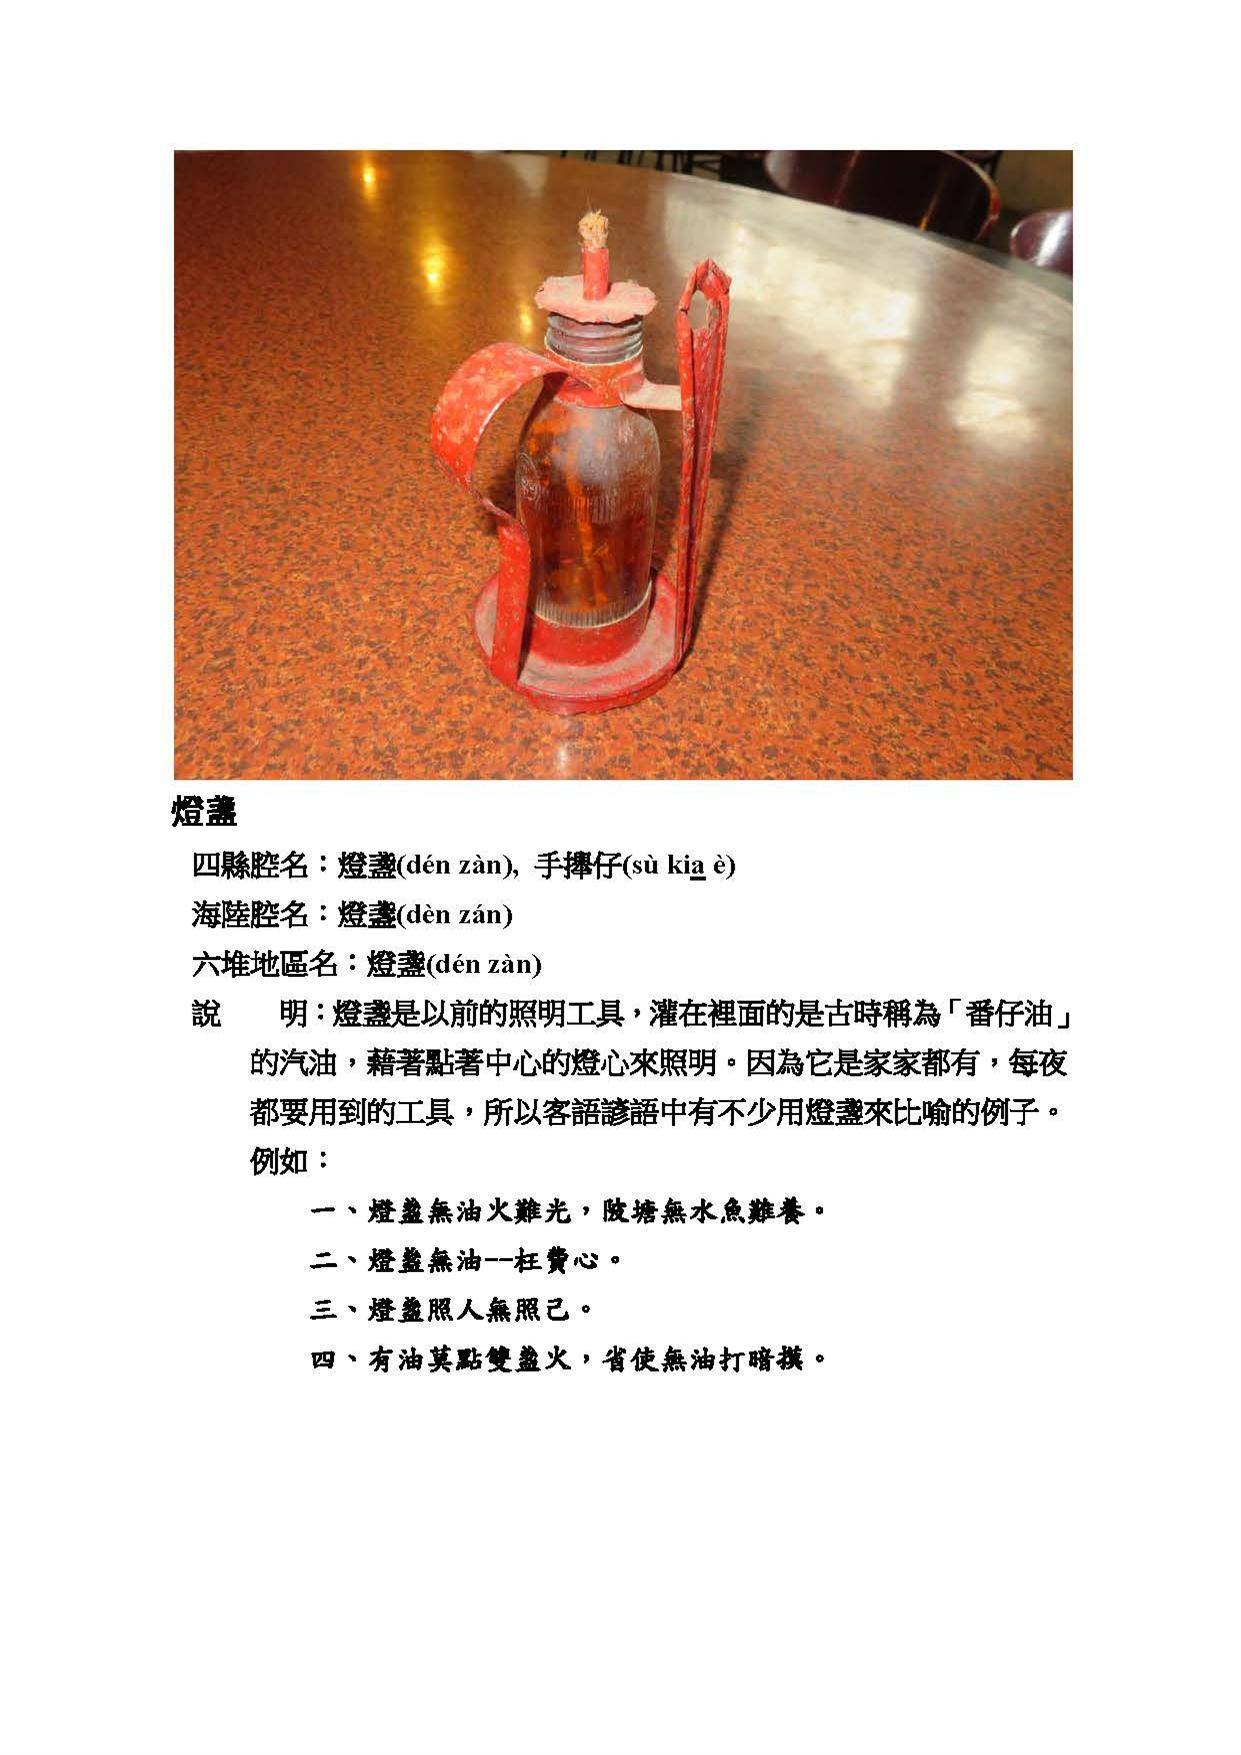 燈盞
四縣腔名：燈盞(dén zàn), 手擇仔(sù kia è)
海陸腔名：燈盞(dèn zán)
六堆地區名：燈盞(dén zàn)
說　　明：燈盞是以前的照明工具，灌在裡面的是古時稱為「番仔油」
的汽油，藉著點著中心的燈心來照明。因為它是家家都有，每夜
都要用到的工具，所以客語諺語中有不少用燈盞來比喻的例子。
例如：
一、燈盞無油火難光，陂塘無水魚難養。
二、燈盞無油--枉費心。
三、燈盞照人無照己。
四、有油莫點雙盞火，省使無油打暗摸。